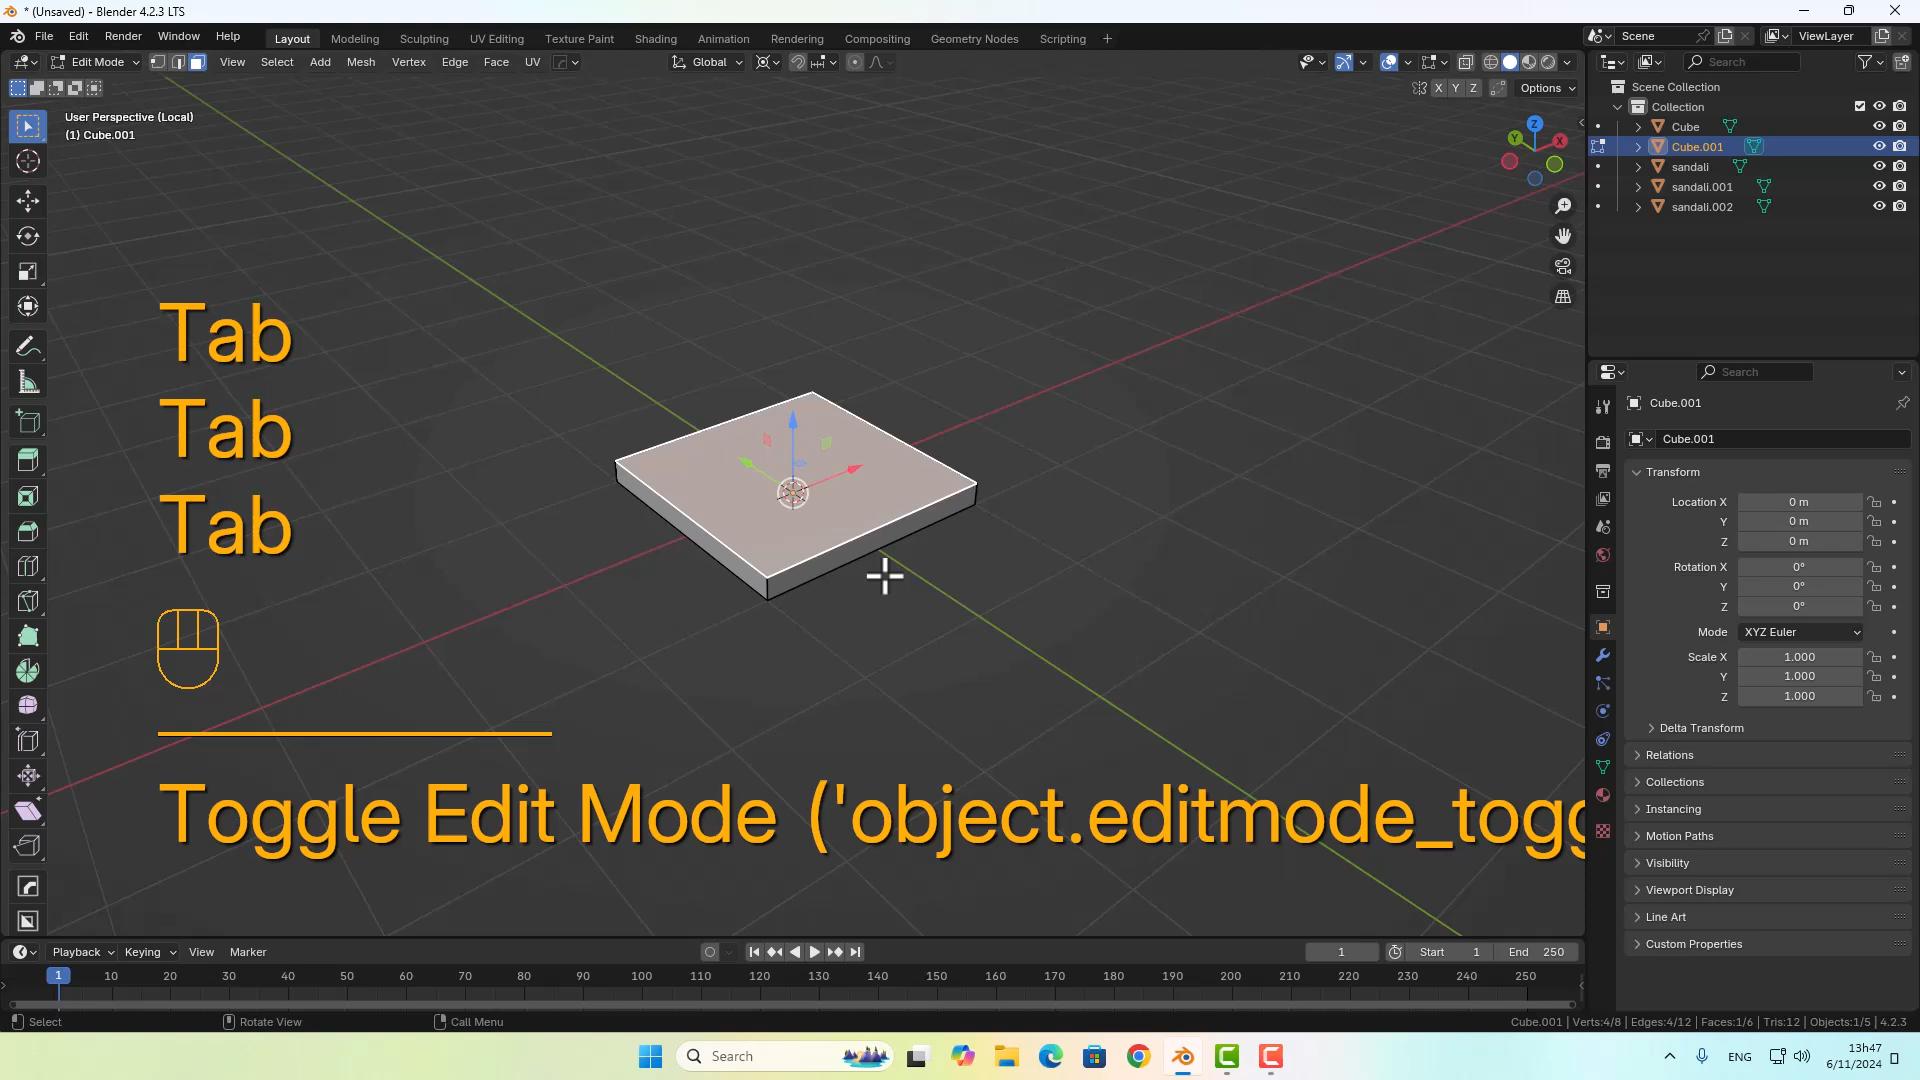 * (Unsaved) - Blender 4.2.3 LTS
File Edit Render Window Help
Layout Modeling Sculpting UV Editing Texture Paint Shading Animation Rendering Compositing Geometry Nodes Scripting +
Scene
ViewLayer
Edit Mode
View Select Add Mesh Vertex Edge Face UV
Global
Search
X Y Z
Options
User Perspective (Local)
(1) Cube.001
Z
Y
X
Scene Collection
Collection
Cube
Cube.001
sandali
sandali.001
sandali.002
Tab
Tab
Tab
Toggle Edit Mode ('object.editmode_togg
Search
Cube.001
Cube.001
Transform
Location X 0 m
Y 0 m
Z 0 m
Rotation X 0°
Y 0°
Z 0°
Mode XYZ Euler
Scale X 1.000
Y 1.000
Z 1.000
Delta Transform
Relations
Collections
Instancing
Motion Paths
Visibility
Viewport Display
Line Art
Custom Properties
Playback Keying View Marker
1
Start 1
End 250
1 10 20 30 40 50 60 70 80 90 100 110 120 130 140 150 160 170 180 190 200 210 220 230 240 250
Select
Rotate View
Call Menu
Cube.001 | Verts:4/8 | Edges:4/12 | Faces:1/6 | Tris:12 | Objects:1/5 | 4.2.3
Search
ENG
13h47
6/11/2024